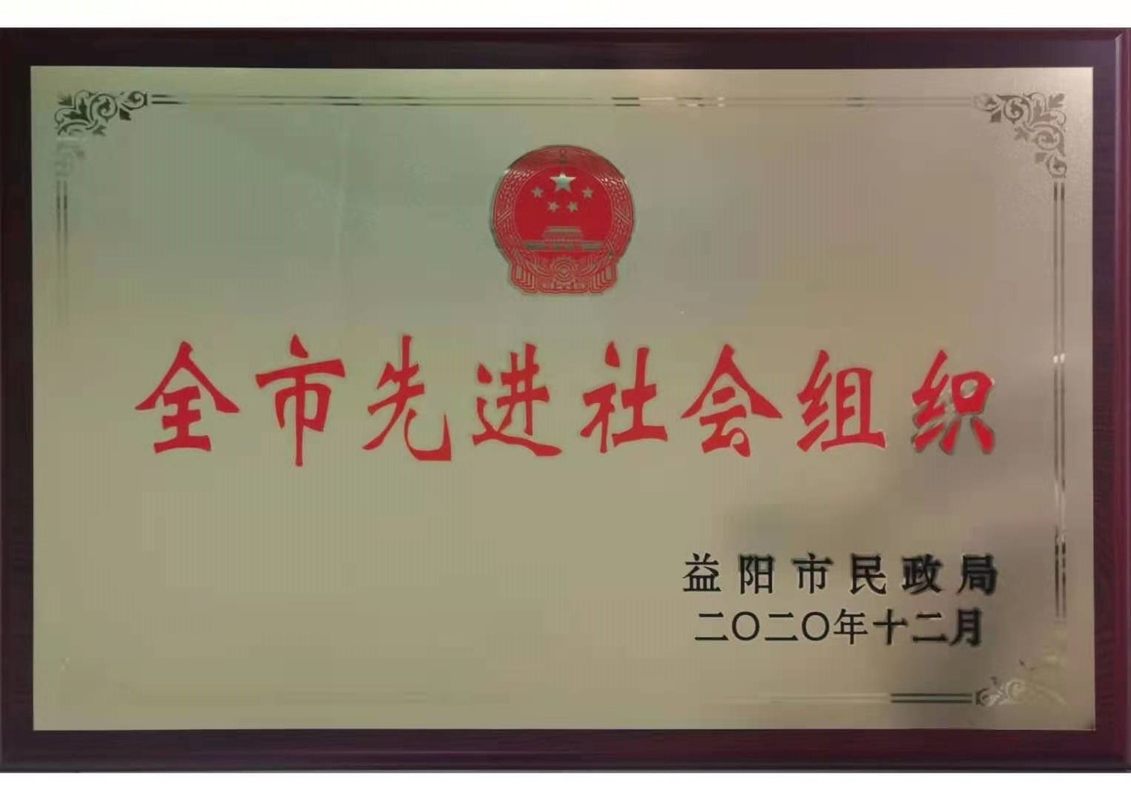 全市先进社会组织
益阳市民政局
二〇二〇年十二月